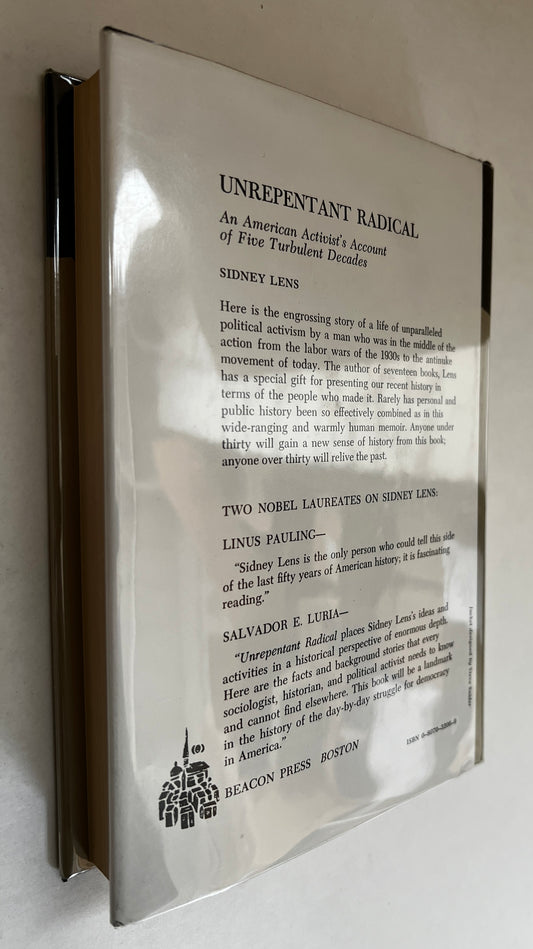 UNREPENTANT RADICAL
An American Activist's Account
of Five Turbulent Decades
SIDNEY LENS
Here is the engrossing story of a life of unparalleled
political activism by a man who was in the middle of the
action from the labor wars of the 1930s to the antinuke
movement of today. The author of seventeen books, Lens
has a special gift for presenting our recent history in
terms of the people who made it. Rarely has personal and
public history been so effectively combined as in this
wide-ranging and warmly human memoir. Anyone under
thirty will gain a new sense of history from this book;
anyone over thirty will relive the past.
TWO NOBEL LAUREATES ON SIDNEY LENS:
LINUS PAULING—
"Sidney Lens is the only person who could tell this side
of the last fifty years of American history; it is fascinating
reading."
SALVADOR E. LURIA—
"Unrepentant Radical places Sidney Lens's ideas and
activities in a historical perspective of enormous depth.
Here are the facts and background stories that every
sociologist, historian, and political activist needs to know
and cannot find elsewhere. This book will be a landmark
in the history of the day-by-day struggle for democracy
in America."
BEACON PRESS BOSTON
ISBN
Jacket designed by